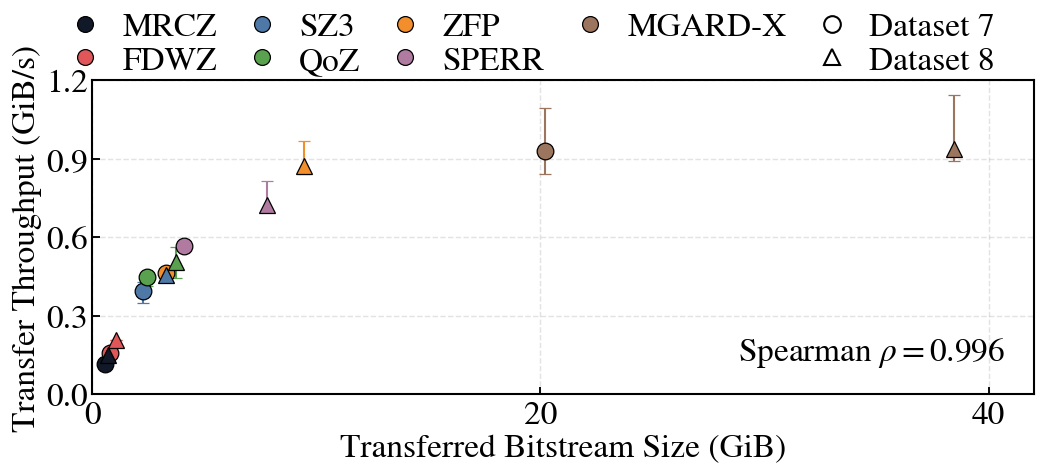 MRCZ SZ3 ZFP MGARD-X Dataset 7
FDWZ QoZ SPERR Dataset 8
Transfer Throughput (GiB/s)
1.2
0.9
0.6
0.3
0.0
Spearman ρ = 0.996
0 20 40
Transferred Bitstream Size (GiB)